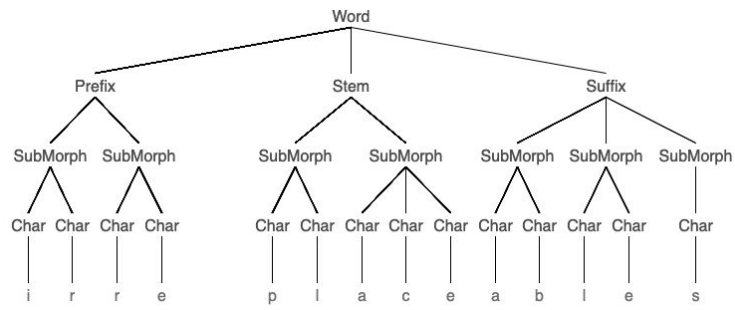 Word
Prefix Stem Suffix
SubMorph SubMorph SubMorph SubMorph SubMorph SubMorph SubMorph
Char Char Char Char Char Char Char Char Char Char Char Char Char Char
i r r e p l a c e a b l e s